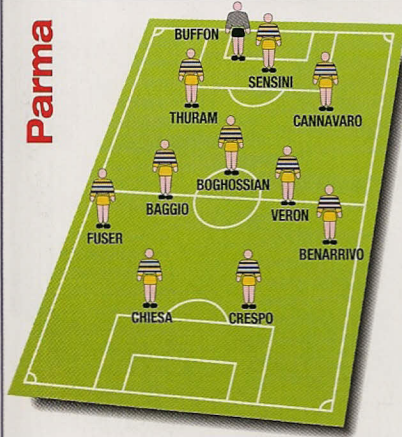 Parma
BUFFON
SENSINI
THURAM
CANNAVARO
BOGHOSSIAN
BAGGIO
VERON
FUSER
BENARRIVO
CHIESA
CRESPO